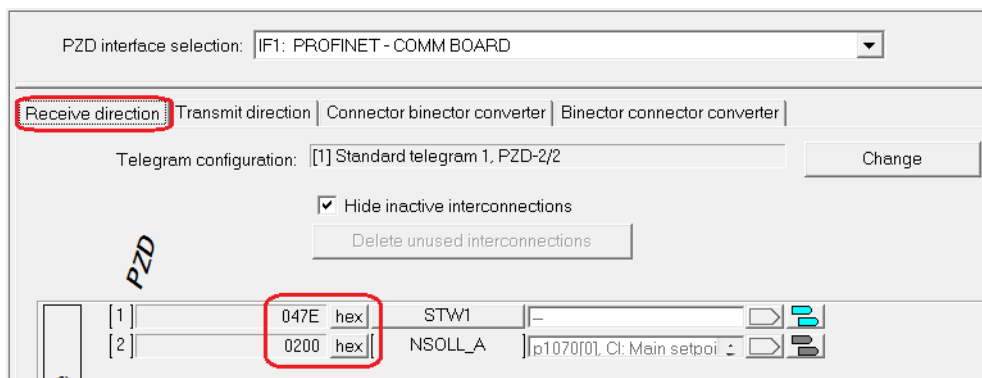 PZD interface selection: IF1: PROFINET - COMM BOARD
Receive direction Transmit direction Connector binector converter Binector connector converter
Telegram configuration: [1] Standard telegram 1, PZD-2/2 Change
Hide inactive interconnections
Delete unused interconnections
PZD
[1] 047E hex STW1 –
[2] 0200 hex[ NSOLL_A ] p1070[0], CI: Main setpoi